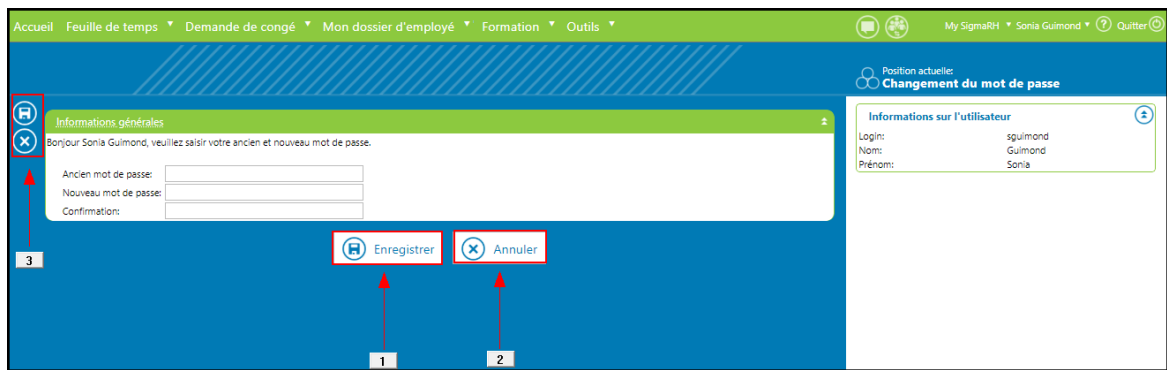 Accueil Feuille de temps Demande de congé Mon dossier d'employé Formation Outils My SigmaRH Sonia Guimond ? Quitter
Position actuelle:
Changement du mot de passe
Informations générales
Bonjour Sonia Guimond, veuillez saisir votre ancien et nouveau mot de passe.
Ancien mot de passe:
Nouveau mot de passe:
Confirmation:
Enregistrer Annuler
3
1 2
Informations sur l'utilisateur
Login: sguimond
Nom: Guimond
Prénom: Sonia